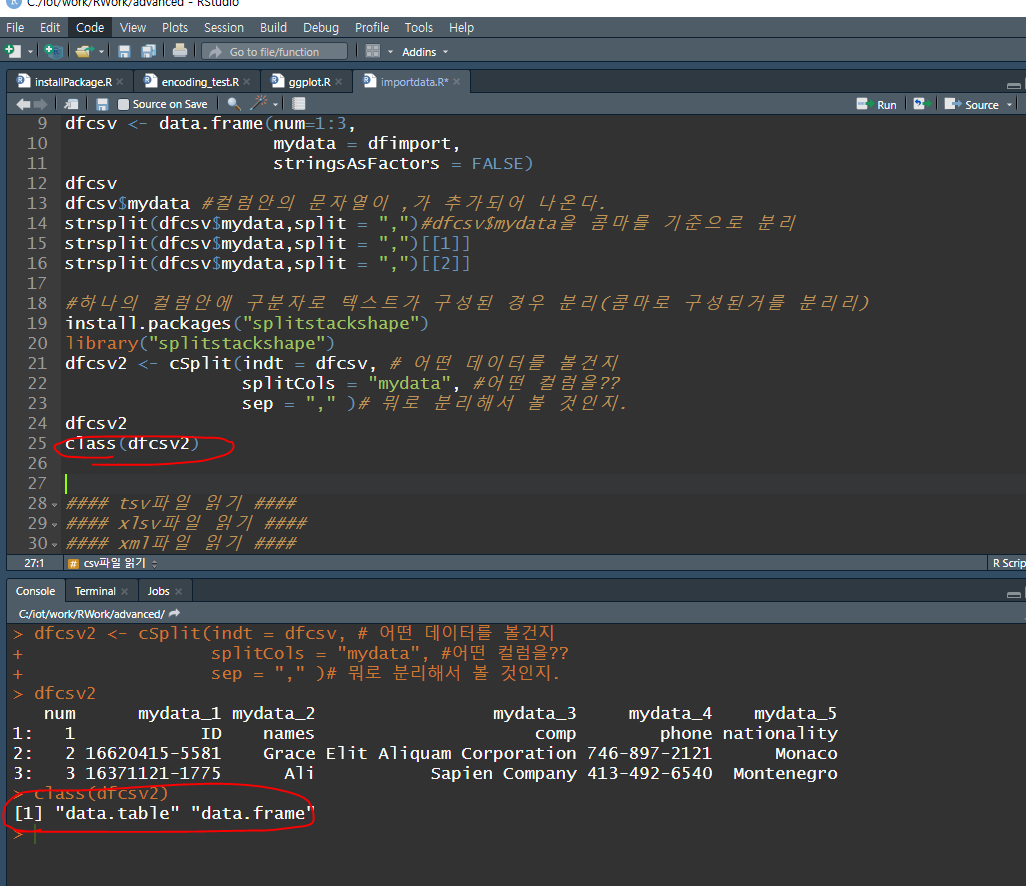 C:/iot/work/RWork/advanced - RStudio
File Edit Code View Plots Session Build Debug Profile Tools Help
Go to file/function Addins
installPackage.R encoding_test.R ggplot.R importdata.R*
Source on Save Run Source
9 dfcsv <- data.frame(num=1:3,
10 mydata = dfimport,
11 stringsAsFactors = FALSE)
12 dfcsv
13 dfcsv$mydata #컬럼안의 문자열이 ,가 추가되어 나온다.
14 strsplit(dfcsv$mydata,split = ",")#dfcsv$mydata을 콤마를 기준으로 분리
15 strsplit(dfcsv$mydata,split = ",")[[1]]
16 strsplit(dfcsv$mydata,split = ",")[[2]]
17
18 #하나의 컬럼안에 구분자로 텍스트가 구성된 경우 분리(콤마로 구성된거를 분리리)
19 install.packages("splitstackshape")
20 library("splitstackshape")
21 dfcsv2 <- cSplit(indt = dfcsv, # 어떤 데이터를 볼건지
22 splitCols = "mydata", #어떤 컬럼을??
23 sep = "," )# 뭐로 분리해서 볼 것인지.
24 dfcsv2
25 class(dfcsv2)
26
27
28 #### tsv파일 읽기 ####
29 #### xlsv파일 읽기 ####
30 #### xml파일 읽기 ####
27:1 # csv파일 읽기 R Scrip
Console Terminal Jobs
C:/iot/work/RWork/advanced/
> dfcsv2 <- cSplit(indt = dfcsv, # 어떤 데이터를 볼건지
+ splitCols = "mydata", #어떤 컬럼을??
+ sep = "," )# 뭐로 분리해서 볼 것인지.
> dfcsv2
num mydata_1 mydata_2 mydata_3 mydata_4 mydata_5
1: 1 ID names comp phone nationality
2: 2 16620415-5581 Grace Elit Aliquam Corporation 746-897-2121 Monaco
3: 3 16371121-1775 Ali Sapien Company 413-492-6540 Montenegro
> class(dfcsv2)
[1] "data.table" "data.frame"
>